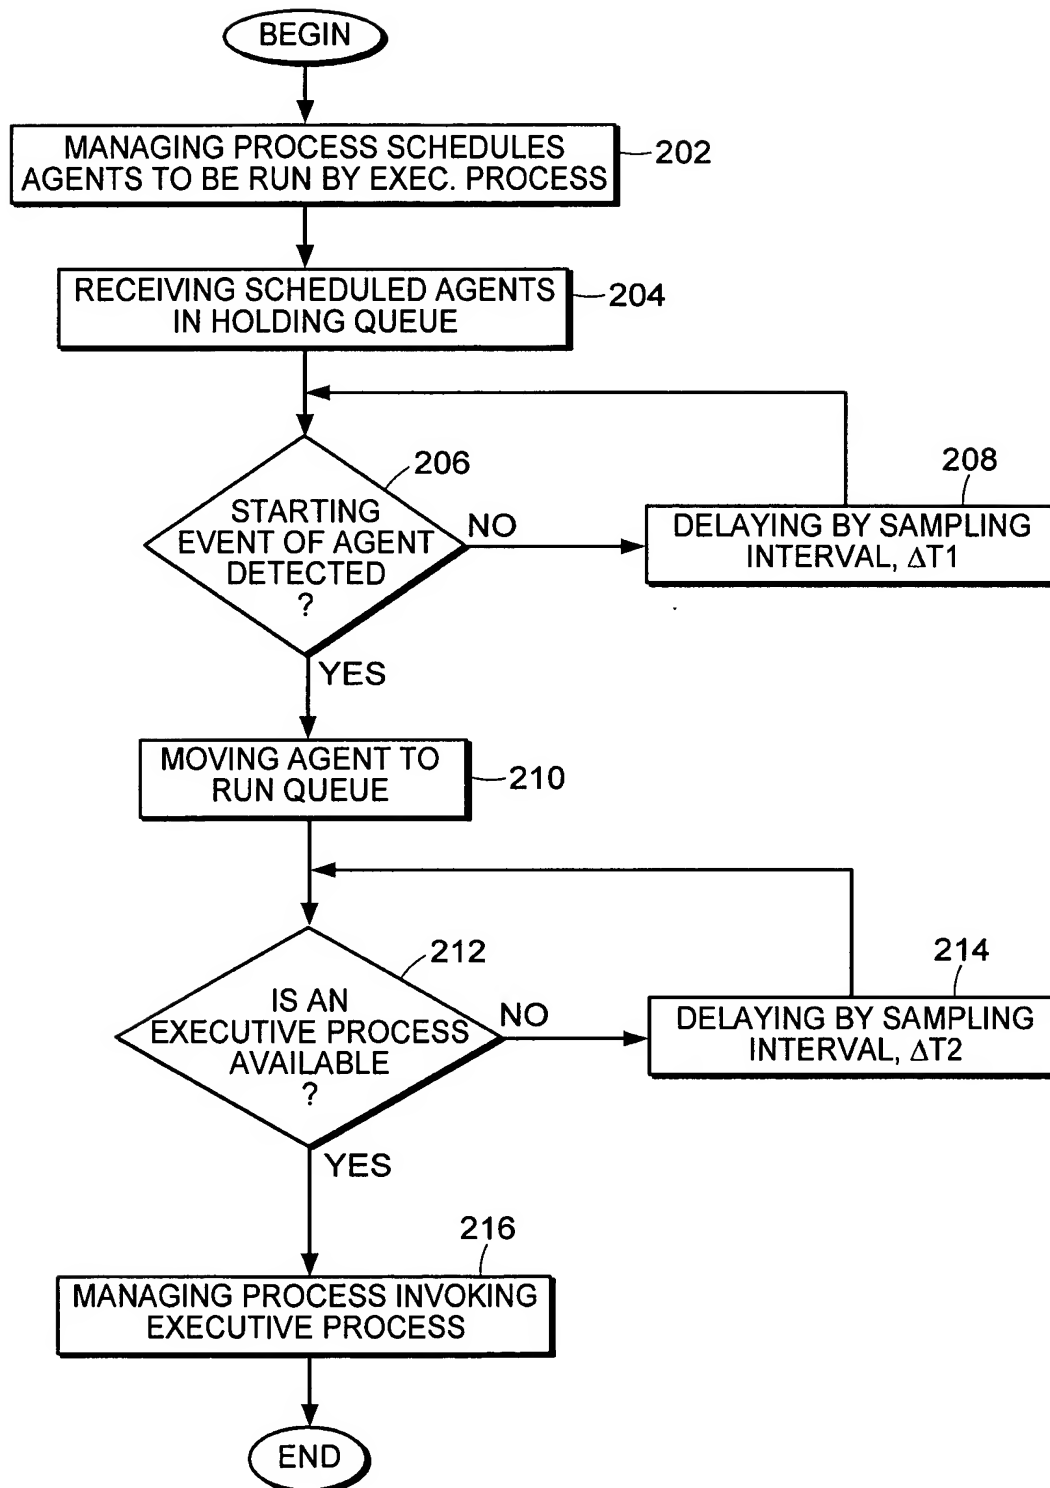 BEGIN
MANAGING PROCESS SCHEDULES
AGENTS TO BE RUN BY EXEC. PROCESS
202
RECEIVING SCHEDULED AGENTS
IN HOLDING QUEUE
204
206
STARTING
EVENT OF AGENT
DETECTED
?
NO
208
DELAYING BY SAMPLING
INTERVAL, ΔT1
YES
MOVING AGENT TO
RUN QUEUE
210
212
IS AN
EXECUTIVE PROCESS
AVAILABLE
?
NO
214
DELAYING BY SAMPLING
INTERVAL, ΔT2
YES
216
MANAGING PROCESS INVOKING
EXECUTIVE PROCESS
END